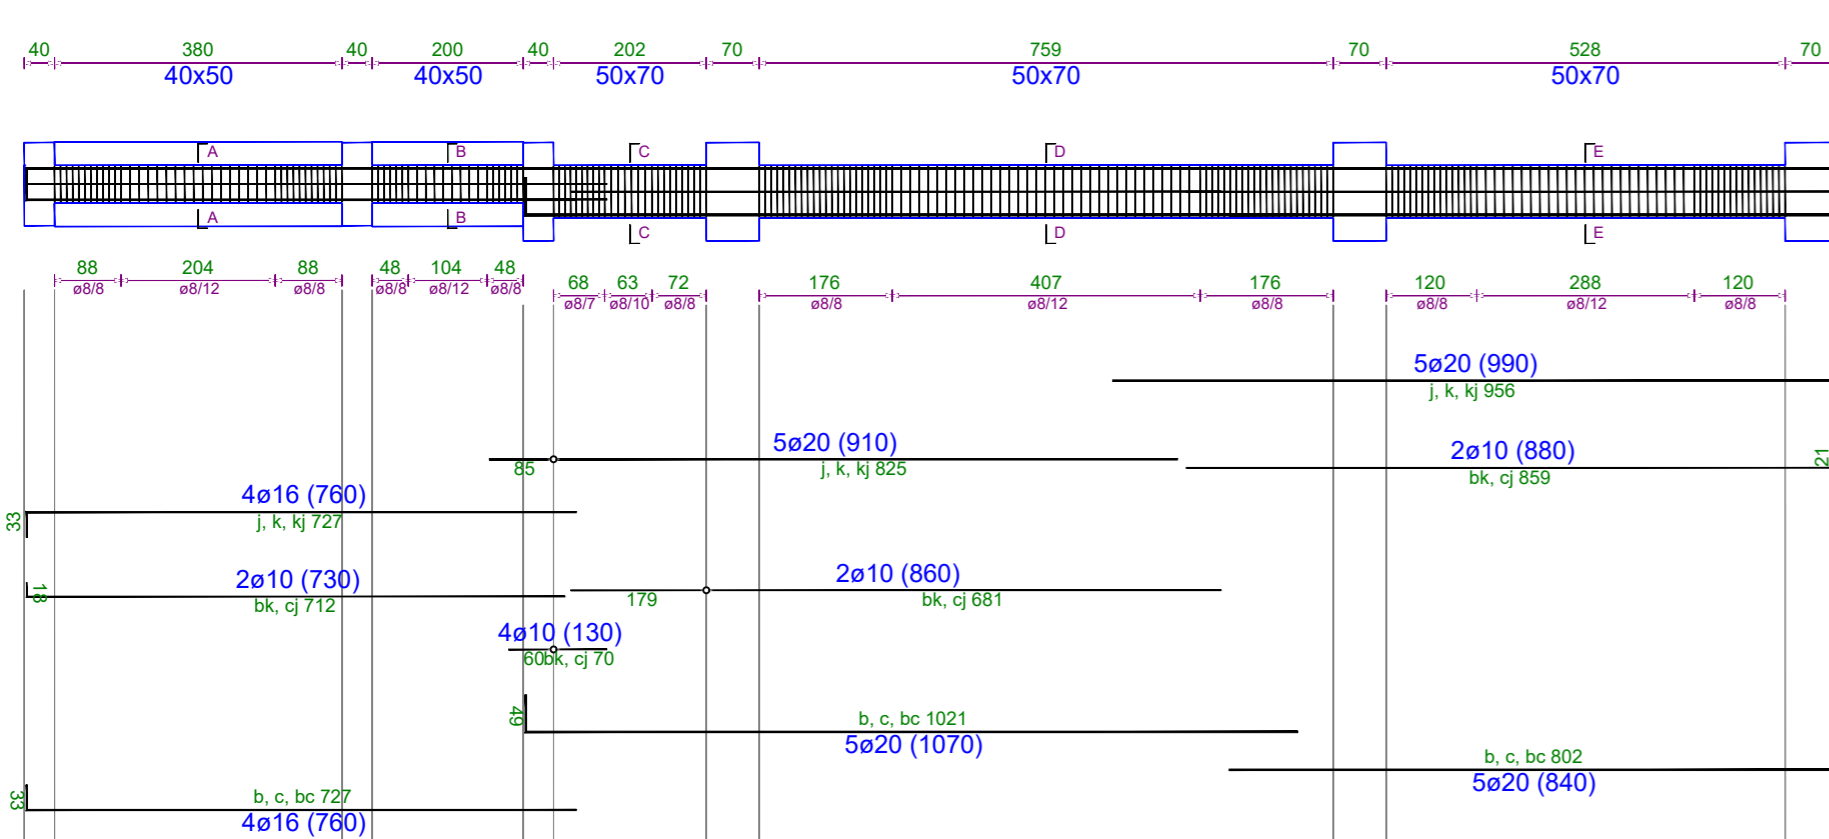 40 380 40 200 40 202 70 759 70 528 70
40x50 40x50 50x70 50x70 50x70
A B C D E
A B C D E
88 204 88 48 104 48 68 63 72 176 407 176 120 288 120
ø8/8 ø8/12 ø8/8 ø8/8 ø8/12 ø8/8 ø8/7 ø8/10 ø8/8 ø8/8 ø8/12 ø8/8 ø8/8 ø8/12 ø8/8
5ø20 (990)
j, k, kj 956
5ø20 (910)
85 j, k, kj 825
2ø10 (880)
bk, cj 859
21
4ø16 (760)
33 j, k, kj 727
2ø10 (730)
18 bk, cj 712
2ø10 (860)
179 bk, cj 681
4ø10 (130)
60 bk, cj 70
49 b, c, bc 1021
5ø20 (1070)
b, c, bc 802
5ø20 (840)
33 b, c, bc 727
4ø16 (760)